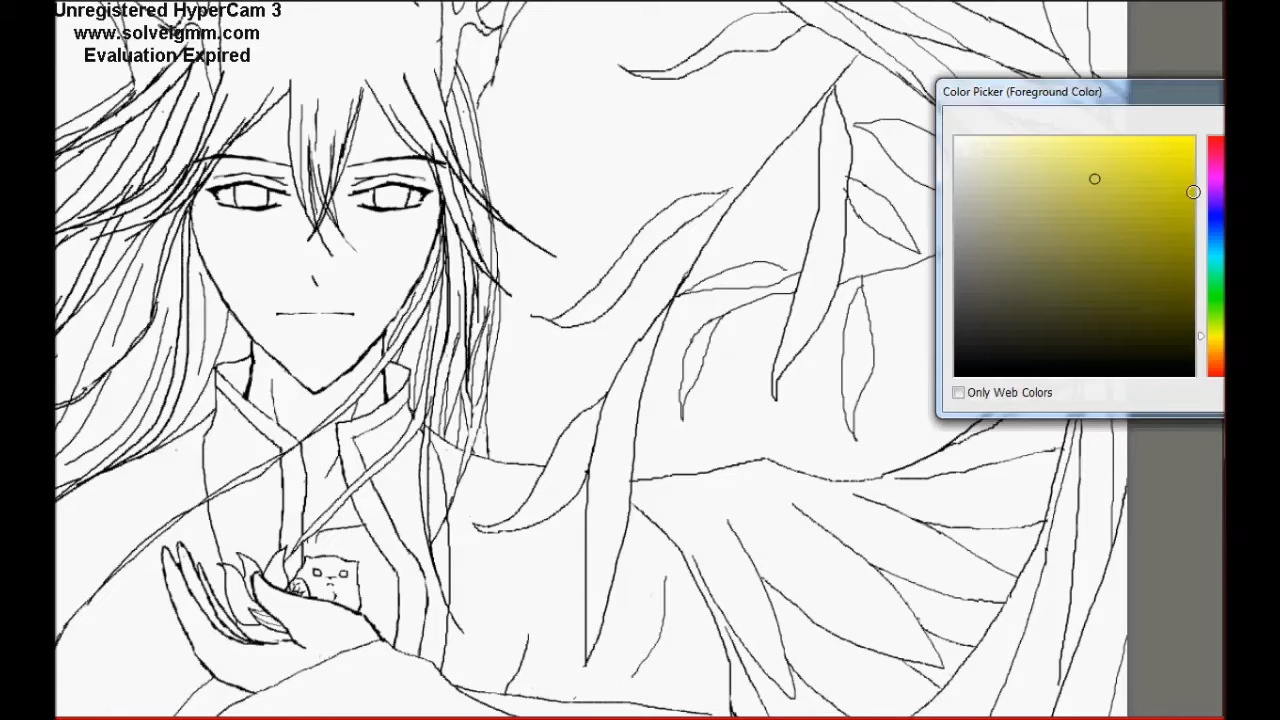 Unregistered HyperCam 3
www.solveigmm.com
Evaluation Expired
Color Picker (Foreground Color)
Only Web Colors